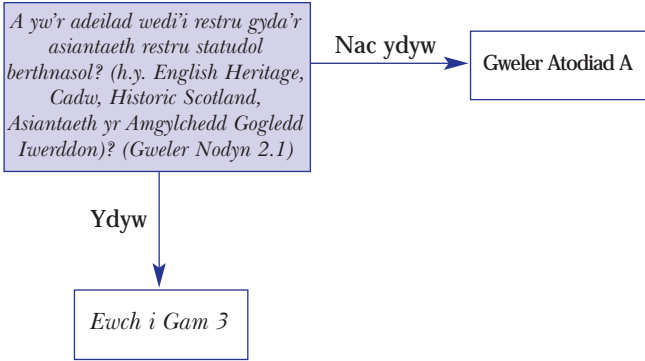 A yw'r adeilad wedi'i restru gyda'r
asiantaeth restru statudol
berthnasol? (h.y. English Heritage,
Cadw, Historic Scotland,
Asiantaeth yr Amgylchedd Gogledd
Iwerddon)? (Gweler Nodyn 2.1)
Nac ydyw
Gweler Atodiad A
Ydyw
Ewch i Gam 3